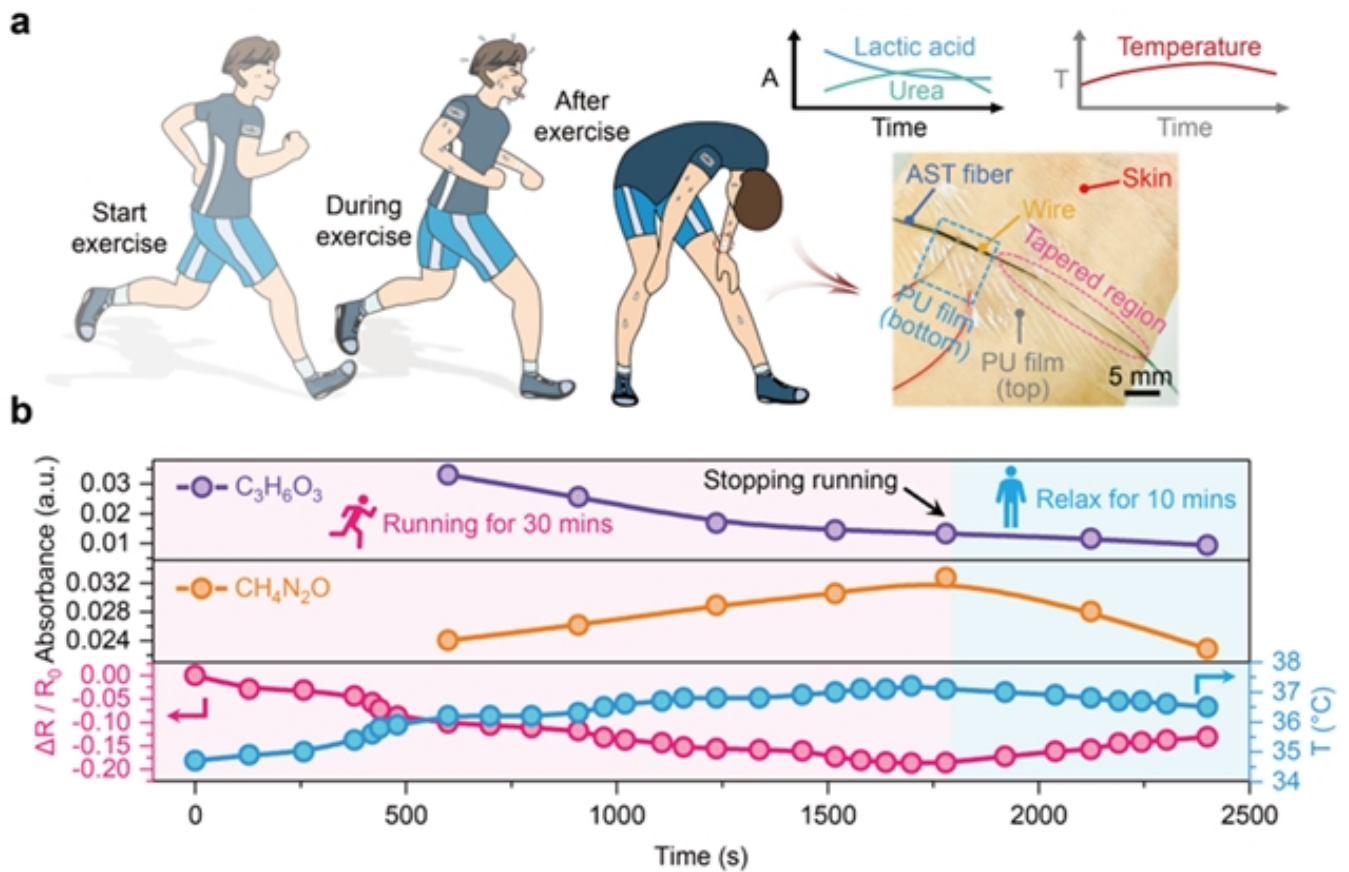 a
Start
exercise
During
exercise
After
exercise
A
Lactic acid
Urea
Time
T
Temperature
Time
AST fiber
Skin
Wire
Tapered region
PU film
(bottom)
PU film
(top)
5 mm
b
Absorbance (a.u.)
0.03
0.02
0.01
C₃H₆O₃
Running for 30 mins
Stopping running
Relax for 10 mins
0.032
0.028
0.024
CH₄N₂O
ΔR / R₀
0.00
-0.05
-0.10
-0.15
-0.20
38
37
36
35
34
T (°C)
0
500
1000
1500
2000
2500
Time (s)